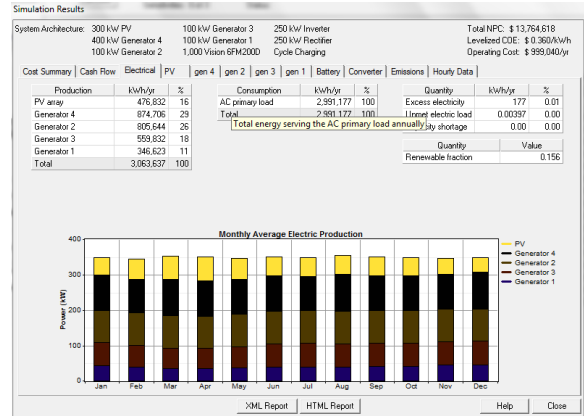 Simulation Results
System Architecture: 300 kW PV 100 kW Generator 3 250 kW Inverter Total NPC: $ 13,764,618
400 kW Generator 4 100 kW Generator 1 250 kW Rectifier Levelized COE: $ 0.360/kWh
100 kW Generator 2 1,000 Vision 6FM200D Cycle Charging Operating Cost: $ 999,040/yr
Cost Summary Cash Flow Electrical PV gen 4 gen 2 gen 3 gen 1 Battery Converter Emissions Hourly Data
Production kWh/yr % Consumption kWh/yr % Quantity kWh/yr %
PV array 476,832 16 AC primary load 2,991,177 100 Excess electricity 177 0.01
Generator 4 874,706 29 Total 2,991,177 100 Unmet electric load 0.00397 0.00
Generator 2 805,644 26 Total energy serving the AC primary load annually shortage 0.00 0.00
Generator 3 559,832 18 Quantity Value
Generator 1 346,623 11 Renewable fraction 0.156
Total 3,063,637 100
Monthly Average Electric Production
Power (kW)
400
300
200
100
0
Jan Feb Mar Apr May Jun Jul Aug Sep Oct Nov Dec
PV
Generator 4
Generator 2
Generator 3
Generator 1
XML Report HTML Report Help Close